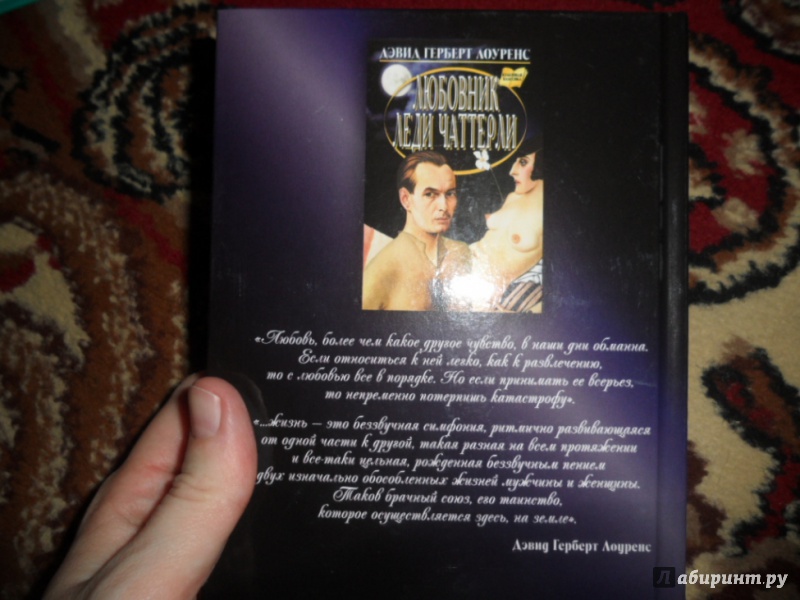 ДЭВИД ГЕРБЕРТ ЛОУРЕНС
ЛЮБОВНИК
ЛЕДИ ЧАТТЕРЛИ
«Любовь, более чем какое другое чувство, в наши дни обманна.
Если относиться к ней легко, как к развлечению,
то с любовью все в порядке. Но если принимать ее всерьез,
то непременно потерпишь катастрофу».
«...жизнь — это беззвучная симфония, ритмично развивающаяся
от одной части к другой, такая разная на всем протяжении
и все-таки цельная, рожденная беззвучным пением
двух изначально обособленных жизней мужчины и женщины.
Таков брачный союз, его таинство,
которое осуществляется здесь, на земле».
Дэвид Герберт Лоуренс
Лабиринт.ру